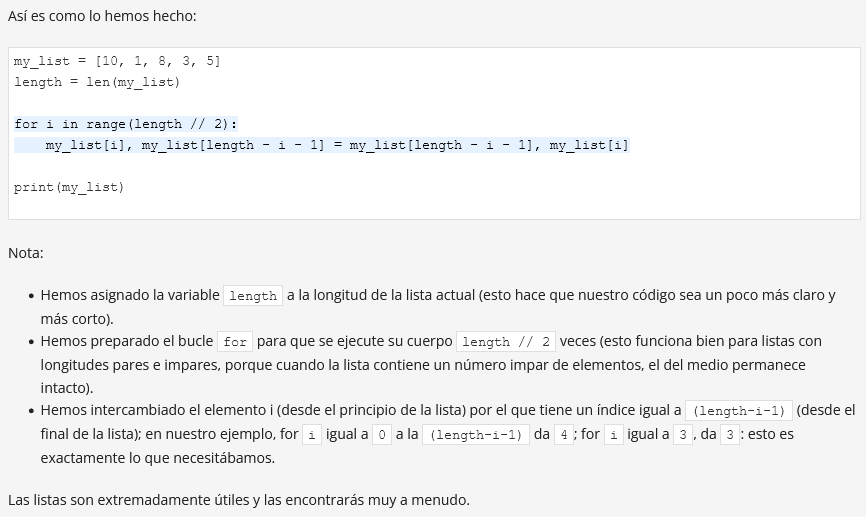 Así es como lo hemos hecho:
my_list = [10, 1, 8, 3, 5]
length = len(my_list)
for i in range(length // 2):
    my_list[i], my_list[length - i - 1] = my_list[length - i - 1], my_list[i]
print(my_list)
Nota:
• Hemos asignado la variable length a la longitud de la lista actual (esto hace que nuestro código sea un poco más claro y
más corto).
• Hemos preparado el bucle for para que se ejecute su cuerpo length // 2 veces (esto funciona bien para listas con
longitudes pares e impares, porque cuando la lista contiene un número impar de elementos, el del medio permanece
intacto).
• Hemos intercambiado el elemento i (desde el principio de la lista) por el que tiene un índice igual a (length-i-1) (desde el
final de la lista); en nuestro ejemplo, for i igual a 0 a la (length-i-1) da 4; for i igual a 3, da 3: esto es
exactamente lo que necesitábamos.
Las listas son extremadamente útiles y las encontrarás muy a menudo.